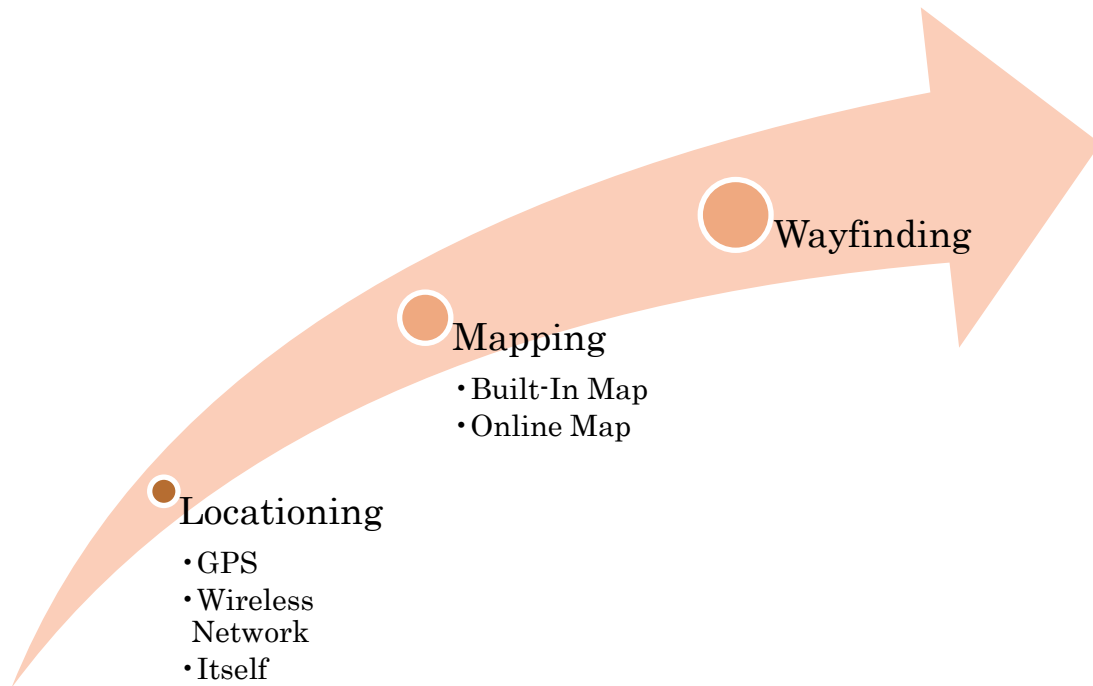 Locationing
・GPS
・Wireless
Network
・Itself
Mapping
・Built-In Map
・Online Map
Wayfinding